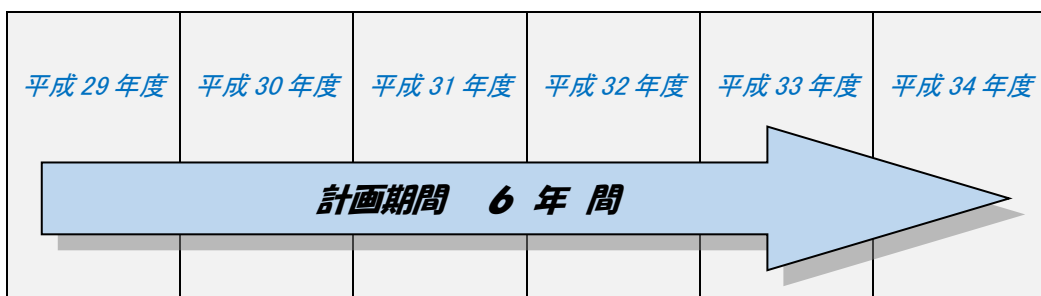 平成 29 年度 平成 30 年度 平成 31 年度 平成 32 年度 平成 33 年度 平成 34 年度
計画期間 6 年 間